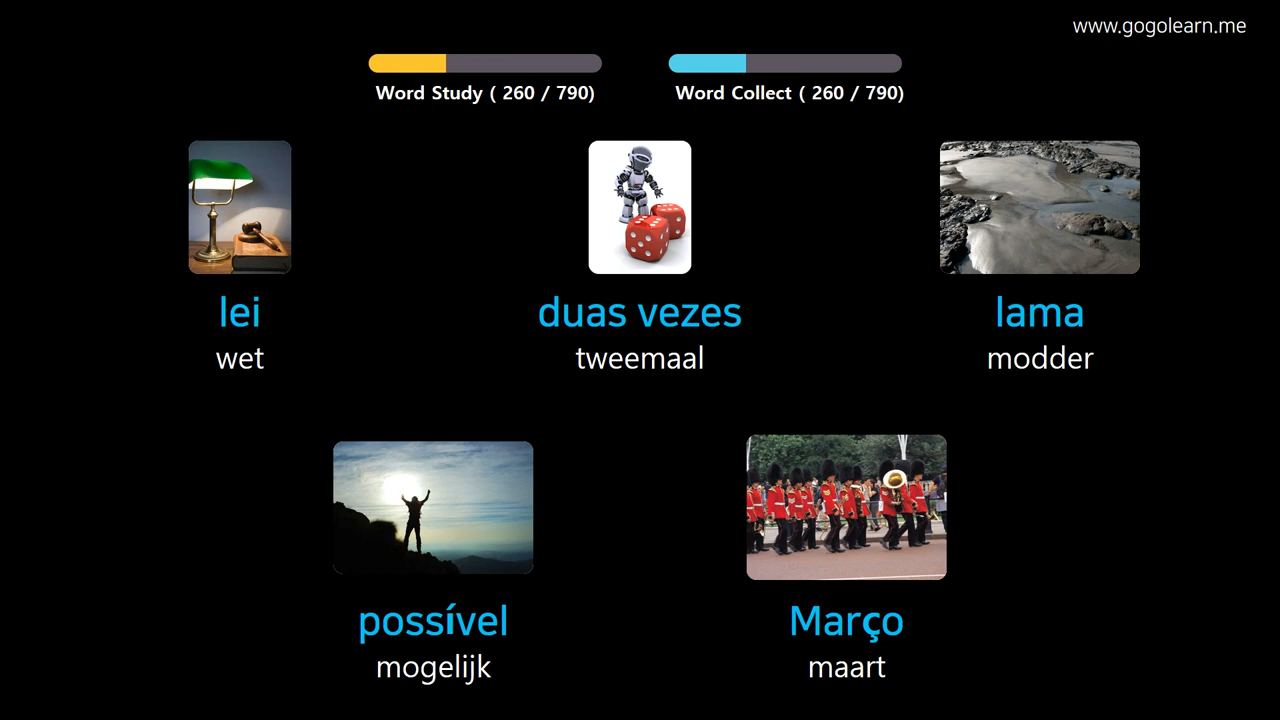 www.gogolearn.me
Word Study ( 260 / 790)
Word Collect ( 260 / 790)
lei
wet
duas vezes
tweemaal
lama
modder
possível
mogelijk
Março
maart